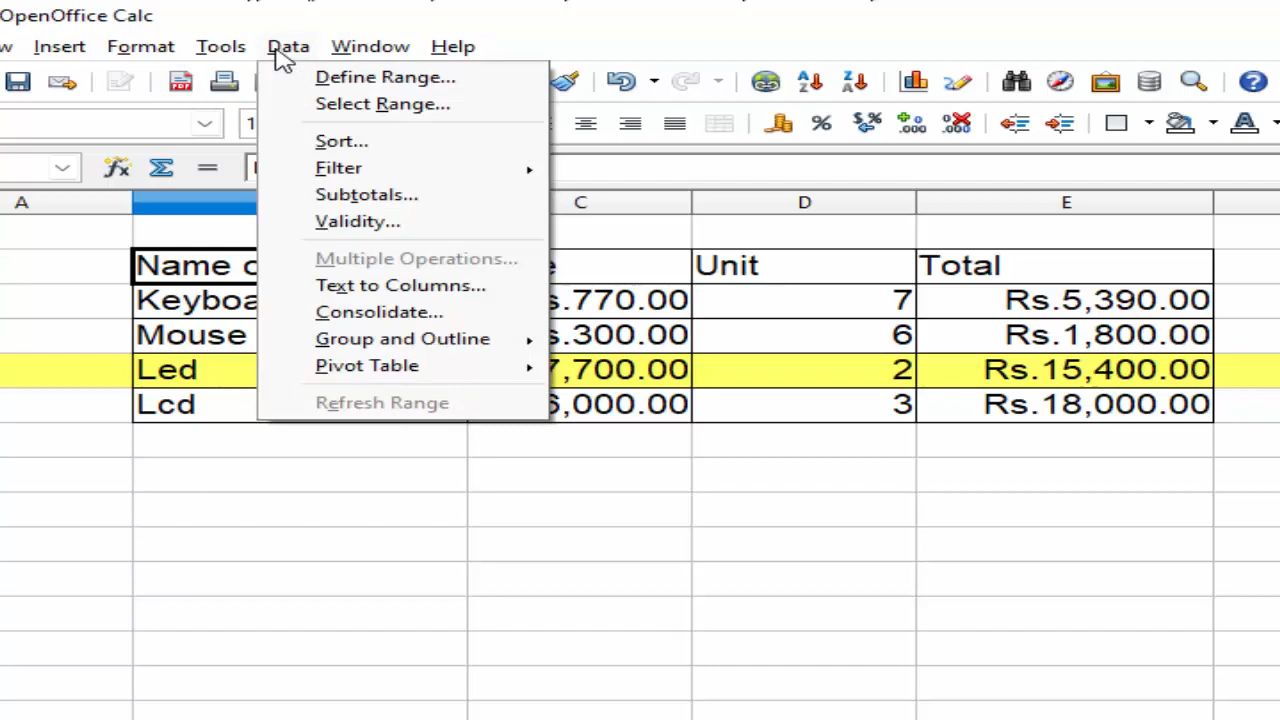 OpenOffice Calc
w Insert Format Tools Data Window Help
Define Range...
Select Range...
Sort...
Filter
Subtotals...
Validity...
Multiple Operations...
Text to Columns...
Consolidate...
Group and Outline
Pivot Table
Refresh Range
A C D E
Name o e Unit Total
Keyboa s.770.00 7 Rs.5,390.00
Mouse s.300.00 6 Rs.1,800.00
Led 7,700.00 2 Rs.15,400.00
Lcd 6,000.00 3 Rs.18,000.00